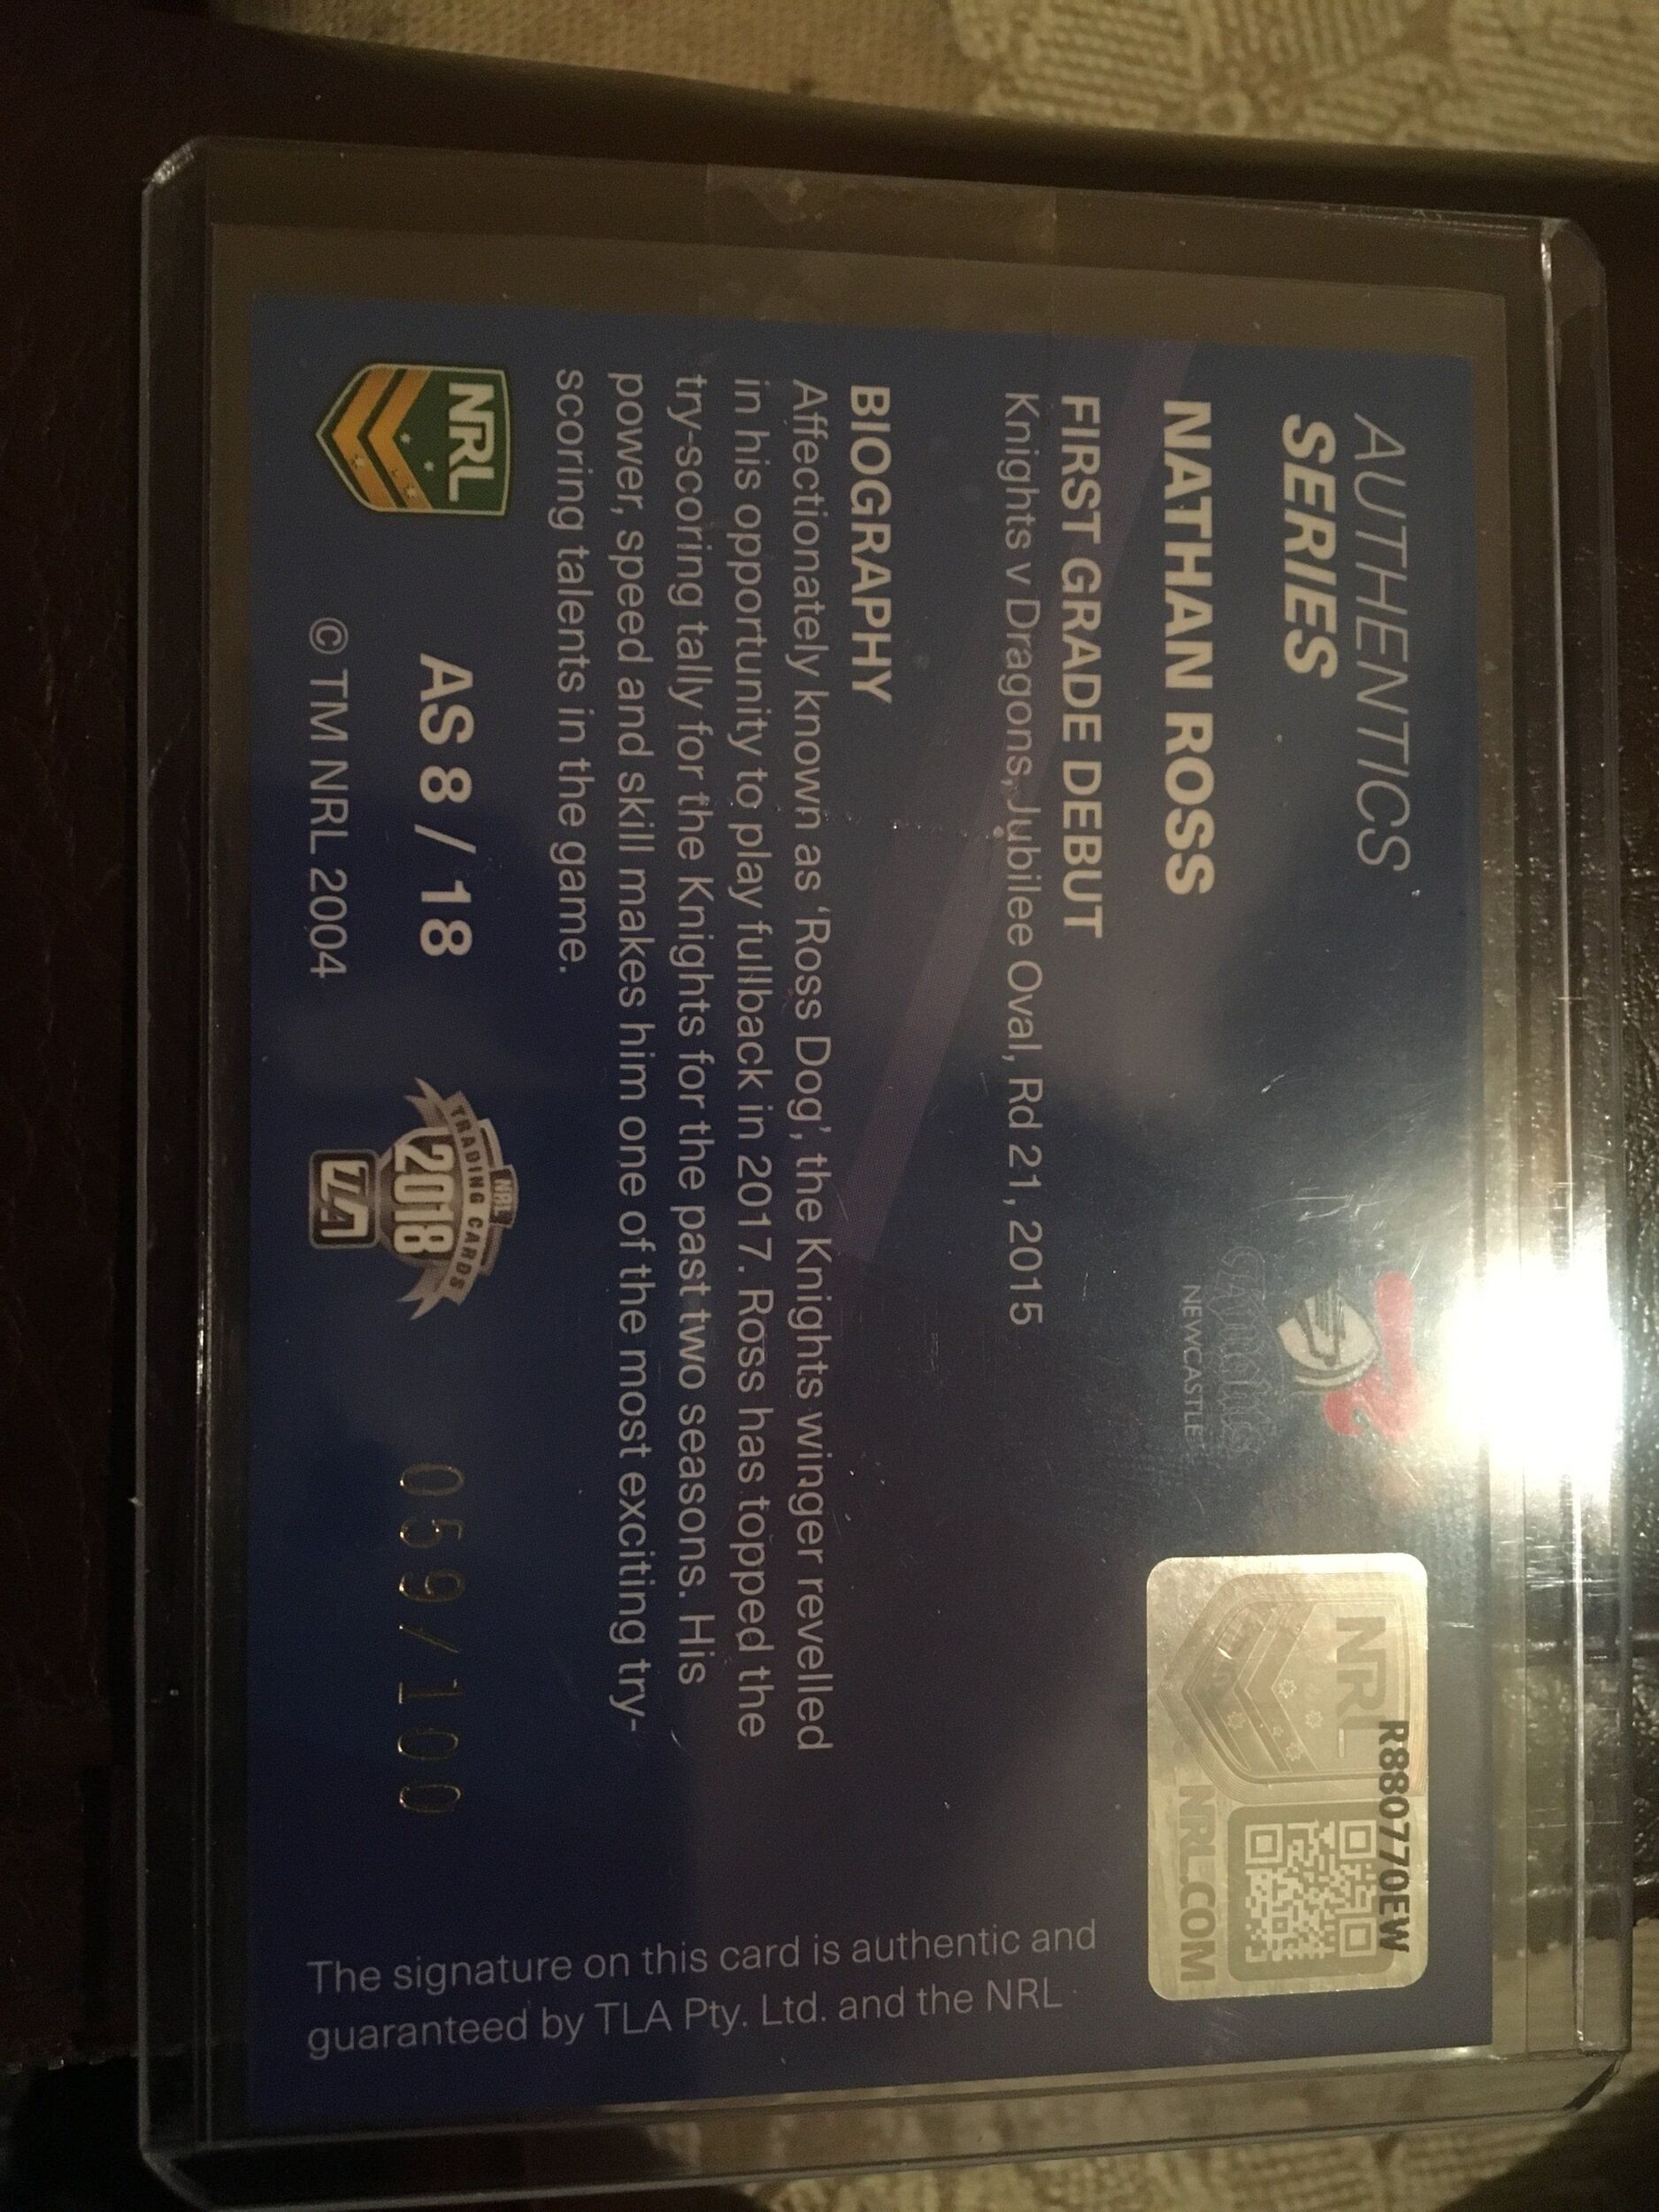 AUTHENTICS
SERIES
NATHAN ROSS
FIRST GRADE DEBUT
Knights v Dragons, Jubilee Oval, Rd 21, 2015
BIOGRAPHY
Affectionately known as ‘Ross Dog’, the Knights winger revelled
in his opportunity to play fullback in 2017. Ross has topped the
try-scoring tally for the Knights for the past two seasons. His
power, speed and skill makes him one of the most exciting try-
scoring talents in the game.
Knights
NEWCASTLE
NRL
R880770EW
NRL.COM
NRL
AS 8 / 18
© TM NRL 2004
NRL
TRADING CARDS
2018
TLA
059/100
The signature on this card is authentic and
guaranteed by TLA Pty. Ltd. and the NRL